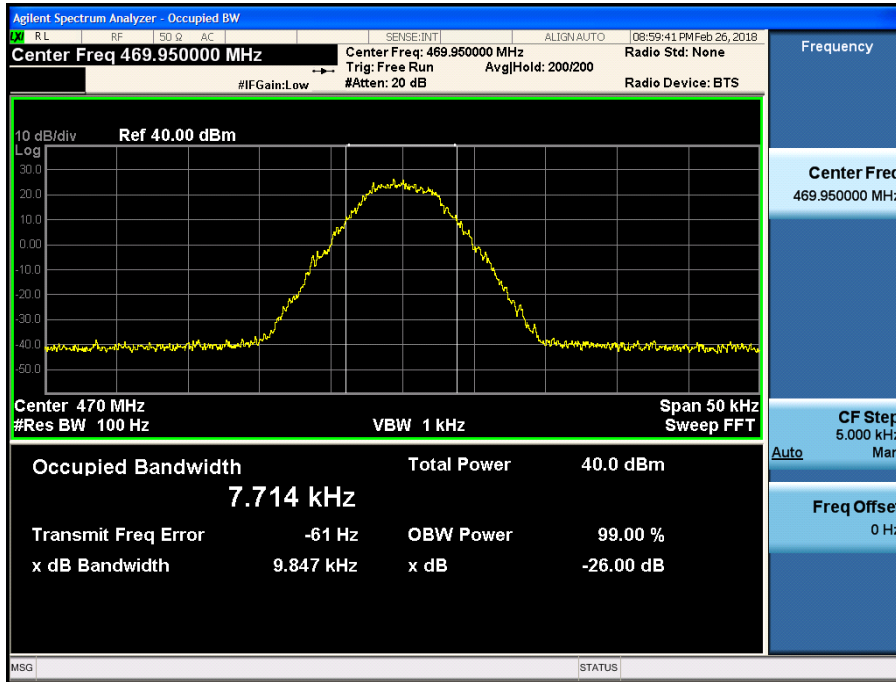 Agilent Spectrum Analyzer - Occupied BW
LXI RL RF 50 Ω AC SENSE:INT ALIGN AUTO 08:59:41 PM Feb 26, 2018
Center Freq 469.950000 MHz
Center Freq: 469.950000 MHz
Radio Std: None
Trig: Free Run Avg|Hold: 200/200
#IFGain:Low #Atten: 20 dB Radio Device: BTS
10 dB/div Ref 40.00 dBm
Log
30.0
20.0
10.0
0.00
-10.0
-20.0
-30.0
-40.0
-50.0
Center 470 MHz Span 50 kHz
#Res BW 100 Hz VBW 1 kHz Sweep FFT
Occupied Bandwidth Total Power 40.0 dBm
7.714 kHz
Transmit Freq Error -61 Hz OBW Power 99.00 %
x dB Bandwidth 9.847 kHz x dB -26.00 dB
MSG STATUS
Frequency
Center Freq
469.950000 MHz
CF Step
5.000 kHz
Auto Man
Freq Offset
0 Hz